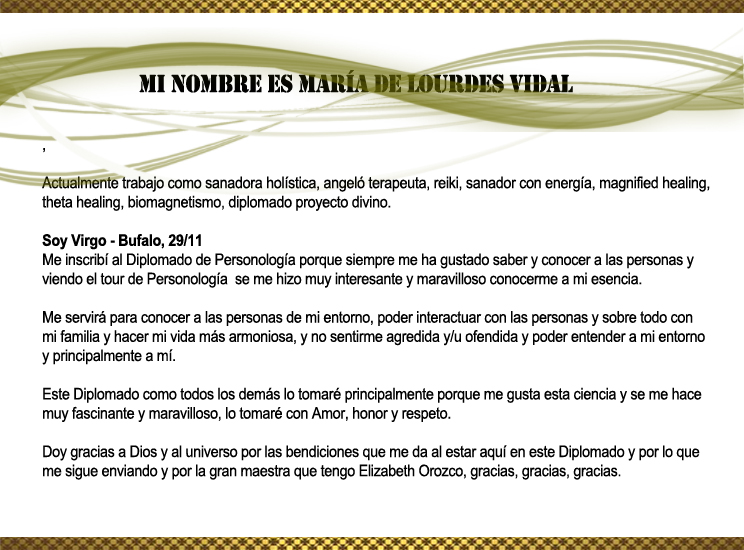 MI NOMBRE ES MARÍA DE LOURDES VIDAL
,
Actualmente trabajo como sanadora holística, angeló terapeuta, reiki, sanador con energía, magnified healing,
theta healing, biomagnetismo, diplomado proyecto divino.
Soy Virgo - Bufalo, 29/11
Me inscribí al Diplomado de Personología porque siempre me ha gustado saber y conocer a las personas y
viendo el tour de Personología se me hizo muy interesante y maravilloso conocerme a mi esencia.
Me servirá para conocer a las personas de mi entorno, poder interactuar con las personas y sobre todo con
mi familia y hacer mi vida más armoniosa, y no sentirme agredida y/u ofendida y poder entender a mi entorno
y principalmente a mí.
Este Diplomado como todos los demás lo tomaré principalmente porque me gusta esta ciencia y se me hace
muy fascinante y maravilloso, lo tomaré con Amor, honor y respeto.
Doy gracias a Dios y al universo por las bendiciones que me da al estar aquí en este Diplomado y por lo que
me sigue enviando y por la gran maestra que tengo Elizabeth Orozco, gracias, gracias, gracias.